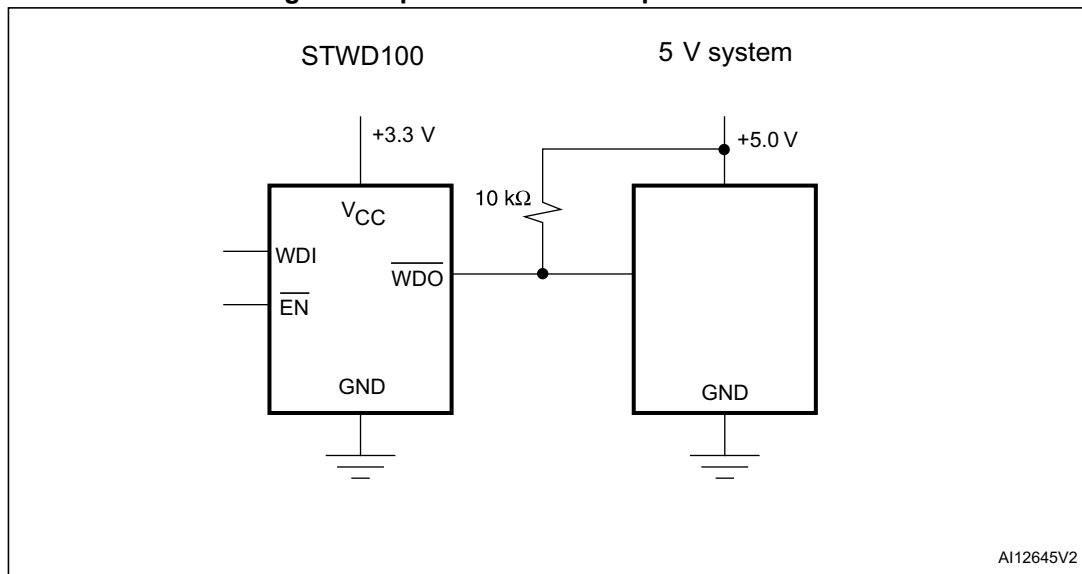 STWD100
5 V system
+3.3 V
+5.0 V
10 kΩ
VCC
WDI
WDO
EN
GND
GND
AI12645V2